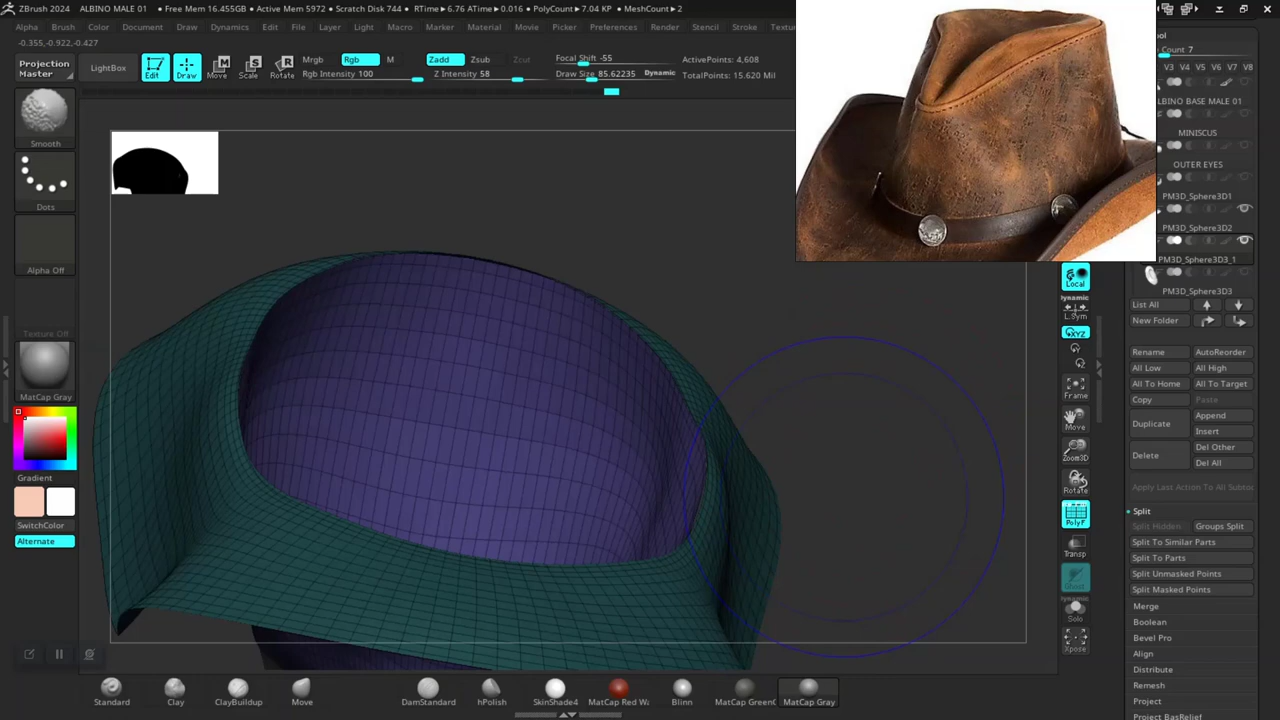 ZBrush 2024 ALBINO MALE 01 • Free Mem 16.455GB • Active Mem 5972 • Scratch Disk 744 • RTime▸6.76 ATime▸0.016 • PolyCount▸7.04 KP • MeshCount▸2
Alpha Brush Color Document Draw Dynamics Edit File Layer Light Macro Marker Material Movie Picker Preferences Render Stencil Stroke
-0.355,-0.922,-0.427
Projection
Master
LightBox
Edit
Draw
Move
Scale
Rotate
Mrgb Rgb M
Rgb Intensity 100
Zadd Zsub Zcut
Z Intensity 58
Focal Shift -55
Draw Size 85.62235 Dynamic
ActivePoints: 4,608
TotalPoints: 15.620 Mil
Smooth
Dots
Alpha Off
Texture Off
MatCap Gray
Gradient
SwitchColor
Alternate
Local
Dynamic
L.Sym
XYZ
Frame
Move
Zoom3D
Rotate
PolyF
Transp
Ghost
Dynamic
Solo
Xpose
Count 7
V3 V4 V5 V6 V7 V8
ALBINO BASE MALE 01
MINISCUS
OUTER EYES
PM3D_Sphere3D1
PM3D_Sphere3D2
PM3D_Sphere3D3_1
PM3D_Sphere3D3
List All
New Folder
Rename AutoReorder
All Low All High
All To Home All To Target
Copy Paste
Duplicate
Append
Insert
Delete
Del Other
Del All
Split
Split Hidden Groups Split
Split To Similar Parts
Split To Parts
Split Unmasked Points
Split Masked Points
Merge
Boolean
Bevel Pro
Align
Distribute
Remesh
Project
Project BasRelief
Standard Clay ClayBuildup Move DamStandard hPolish SkinShade4 MatCap Red Wa Blinn MatCap GreenC MatCap Gray